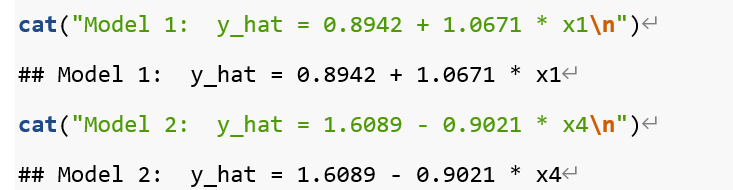 cat("Model 1:  y_hat = 0.8942 + 1.0671 * x1\n")↵
## Model 1:  y_hat = 0.8942 + 1.0671 * x1↵
cat("Model 2:  y_hat = 1.6089 - 0.9021 * x4\n")↵
## Model 2:  y_hat = 1.6089 - 0.9021 * x4↵